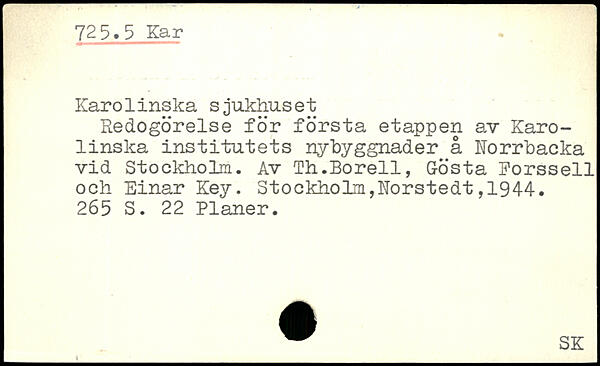 725.5 Kar
Karolinska sjukhuset
Redogörelse för första etappen av Karo-
linska institutets nybyggnader å Norrbacka
vid Stockholm. Av Th.Borell, Gösta Forssell
och Einar Key. Stockholm,Norstedt,1944.
265 S. 22 Planer.
SK